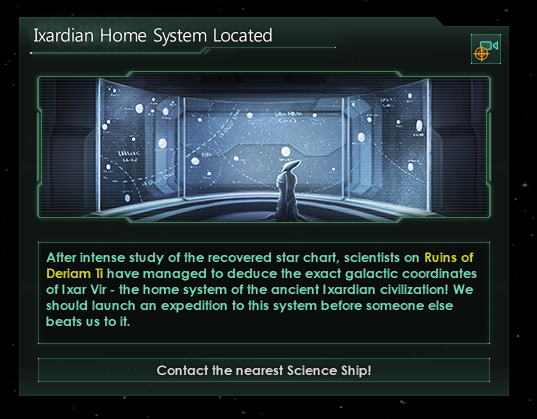 Ixardian Home System Located
After intense study of the recovered star chart, scientists on Ruins of
Deriam Ti have managed to deduce the exact galactic coordinates
of Ixar Vir - the home system of the ancient Ixardian civilization! We
should launch an expedition to this system before someone else
beats us to it.
Contact the nearest Science Ship!